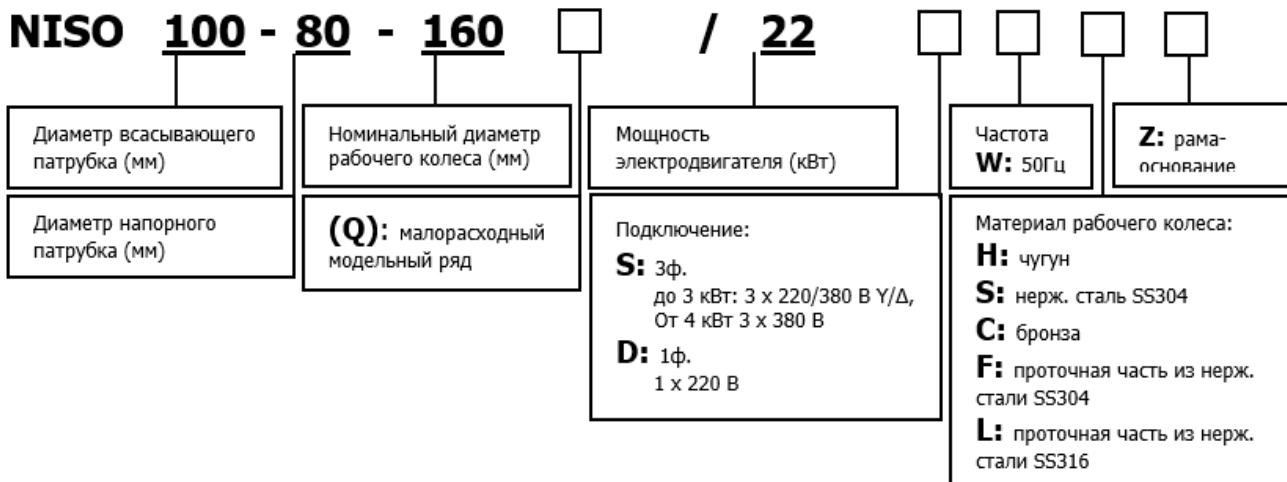 NISO 100 - 80 - 160 / 22
Диаметр всасывающего
патрубка (мм)
Номинальный диаметр
рабочего колеса (мм)
Мощность
электродвигателя (кВт)
Частота
W: 50Гц
Z: рама-
основание
Диаметр напорного
патрубка (мм)
(Q): малорасходный
модельный ряд
Подключение:
S: 3ф.
до 3 кВт: 3 x 220/380 В Y/Δ,
От 4 кВт 3 x 380 В
D: 1ф.
1 x 220 В
Материал рабочего колеса:
H: чугун
S: нерж. сталь SS304
C: бронза
F: проточная часть из нерж.
стали SS304
L: проточная часть из нерж.
стали SS316